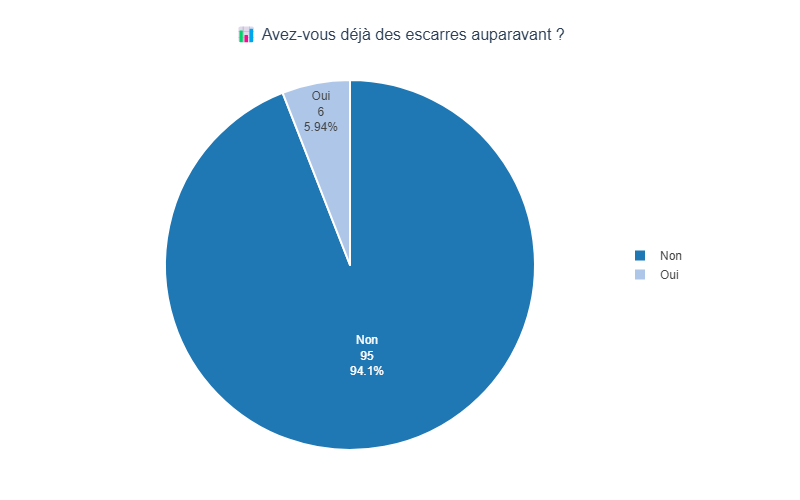 📊 Avez-vous déjà des escarres auparavant ?
Oui
6
5.94%
Non
95
94.1%
Non
Oui